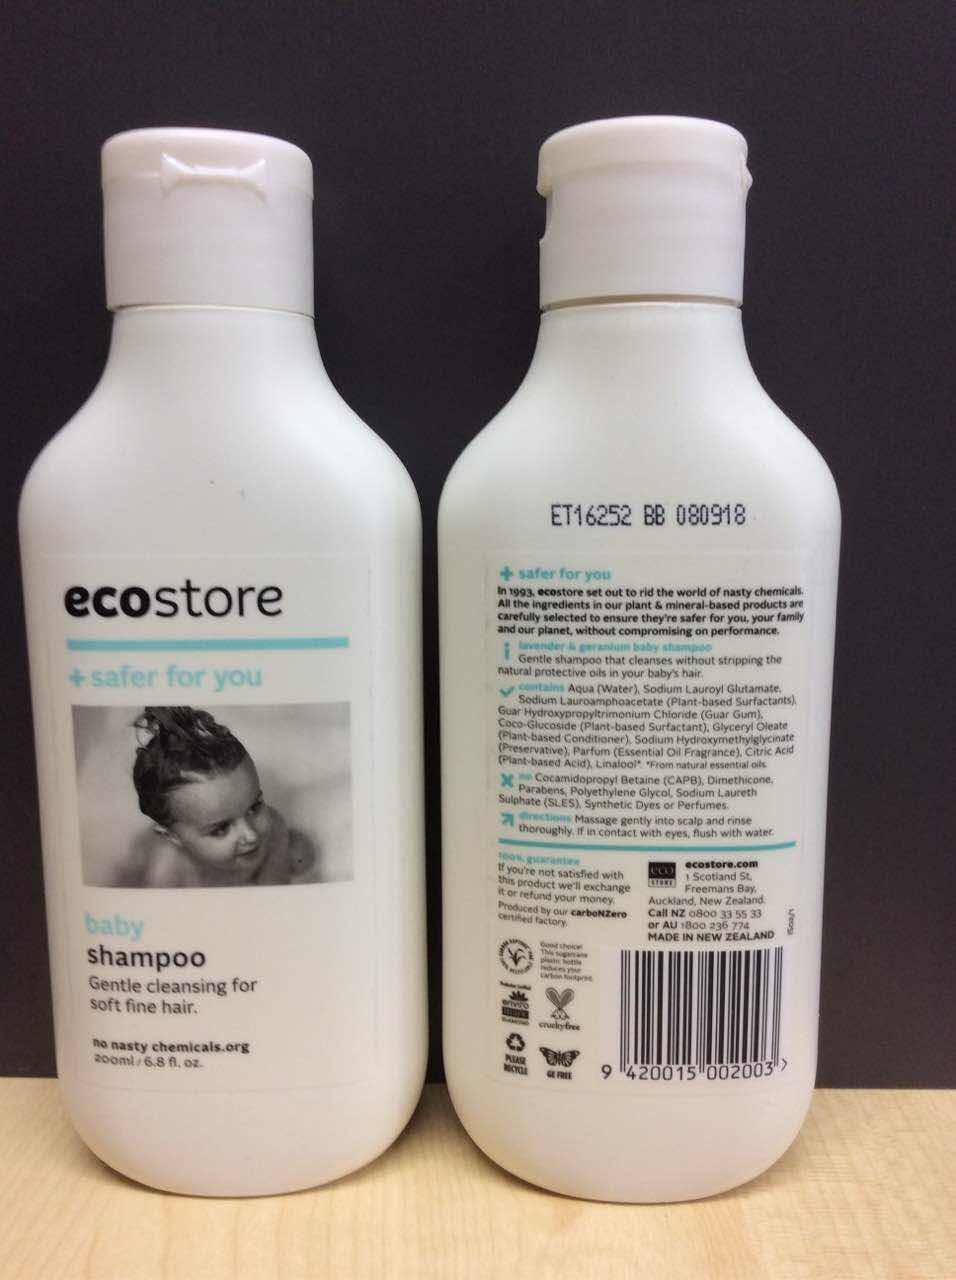 ecostore
+ safer for you
baby
shampoo
Gentle cleansing for
soft fine hair.
no nasty chemicals.org
200ml / 6.8 fl. oz.
ET16252 BB 080918
+ safer for you
In 1993, ecostore set out to rid the world of nasty chemicals.
All the ingredients in our plant & mineral-based products are
carefully selected to ensure they're safer for you, your family
and our planet, without compromising on performance.
lavender & geranium baby shampoo
Gentle shampoo that cleanses without stripping the
natural protective oils in your baby's hair.
contains Aqua (Water), Sodium Lauroyl Glutamate,
Sodium Lauroamphoacetate (Plant-based Surfactants),
Guar Hydroxypropyltrimonium Chloride (Guar Gum),
Coco-Glucoside (Plant-based Surfactant), Glyceryl Oleate
(Plant-based Conditioner), Sodium Hydroxymethylglycinate
(Preservative), Parfum (Essential Oil Fragrance), Citric Acid
(Plant-based Acid), Linalool*. *From natural essential oils.
no Cocamidopropyl Betaine (CAPB), Dimethicone,
Parabens, Polyethylene Glycol, Sodium Laureth
Sulphate (SLES), Synthetic Dyes or Perfumes.
directions Massage gently into scalp and rinse
thoroughly. If in contact with eyes, flush with water.
100% guarantee
If you're not satisfied with
this product we'll exchange
it or refund your money.
Produced by our carboNZero
certified factory.
eco
STORE
ecostore.com
1 Scotland St,
Freemans Bay,
Auckland, New Zealand.
Call NZ 0800 33 55 33
or AU 1800 236 774
MADE IN NEW ZEALAND
Good choice!
This sugarcane
plastic bottle
reduces your
carbon footprint.
enviro
crueltyfree
PLEASE
RECYCLE
GE FREE
9 420015 002003 >